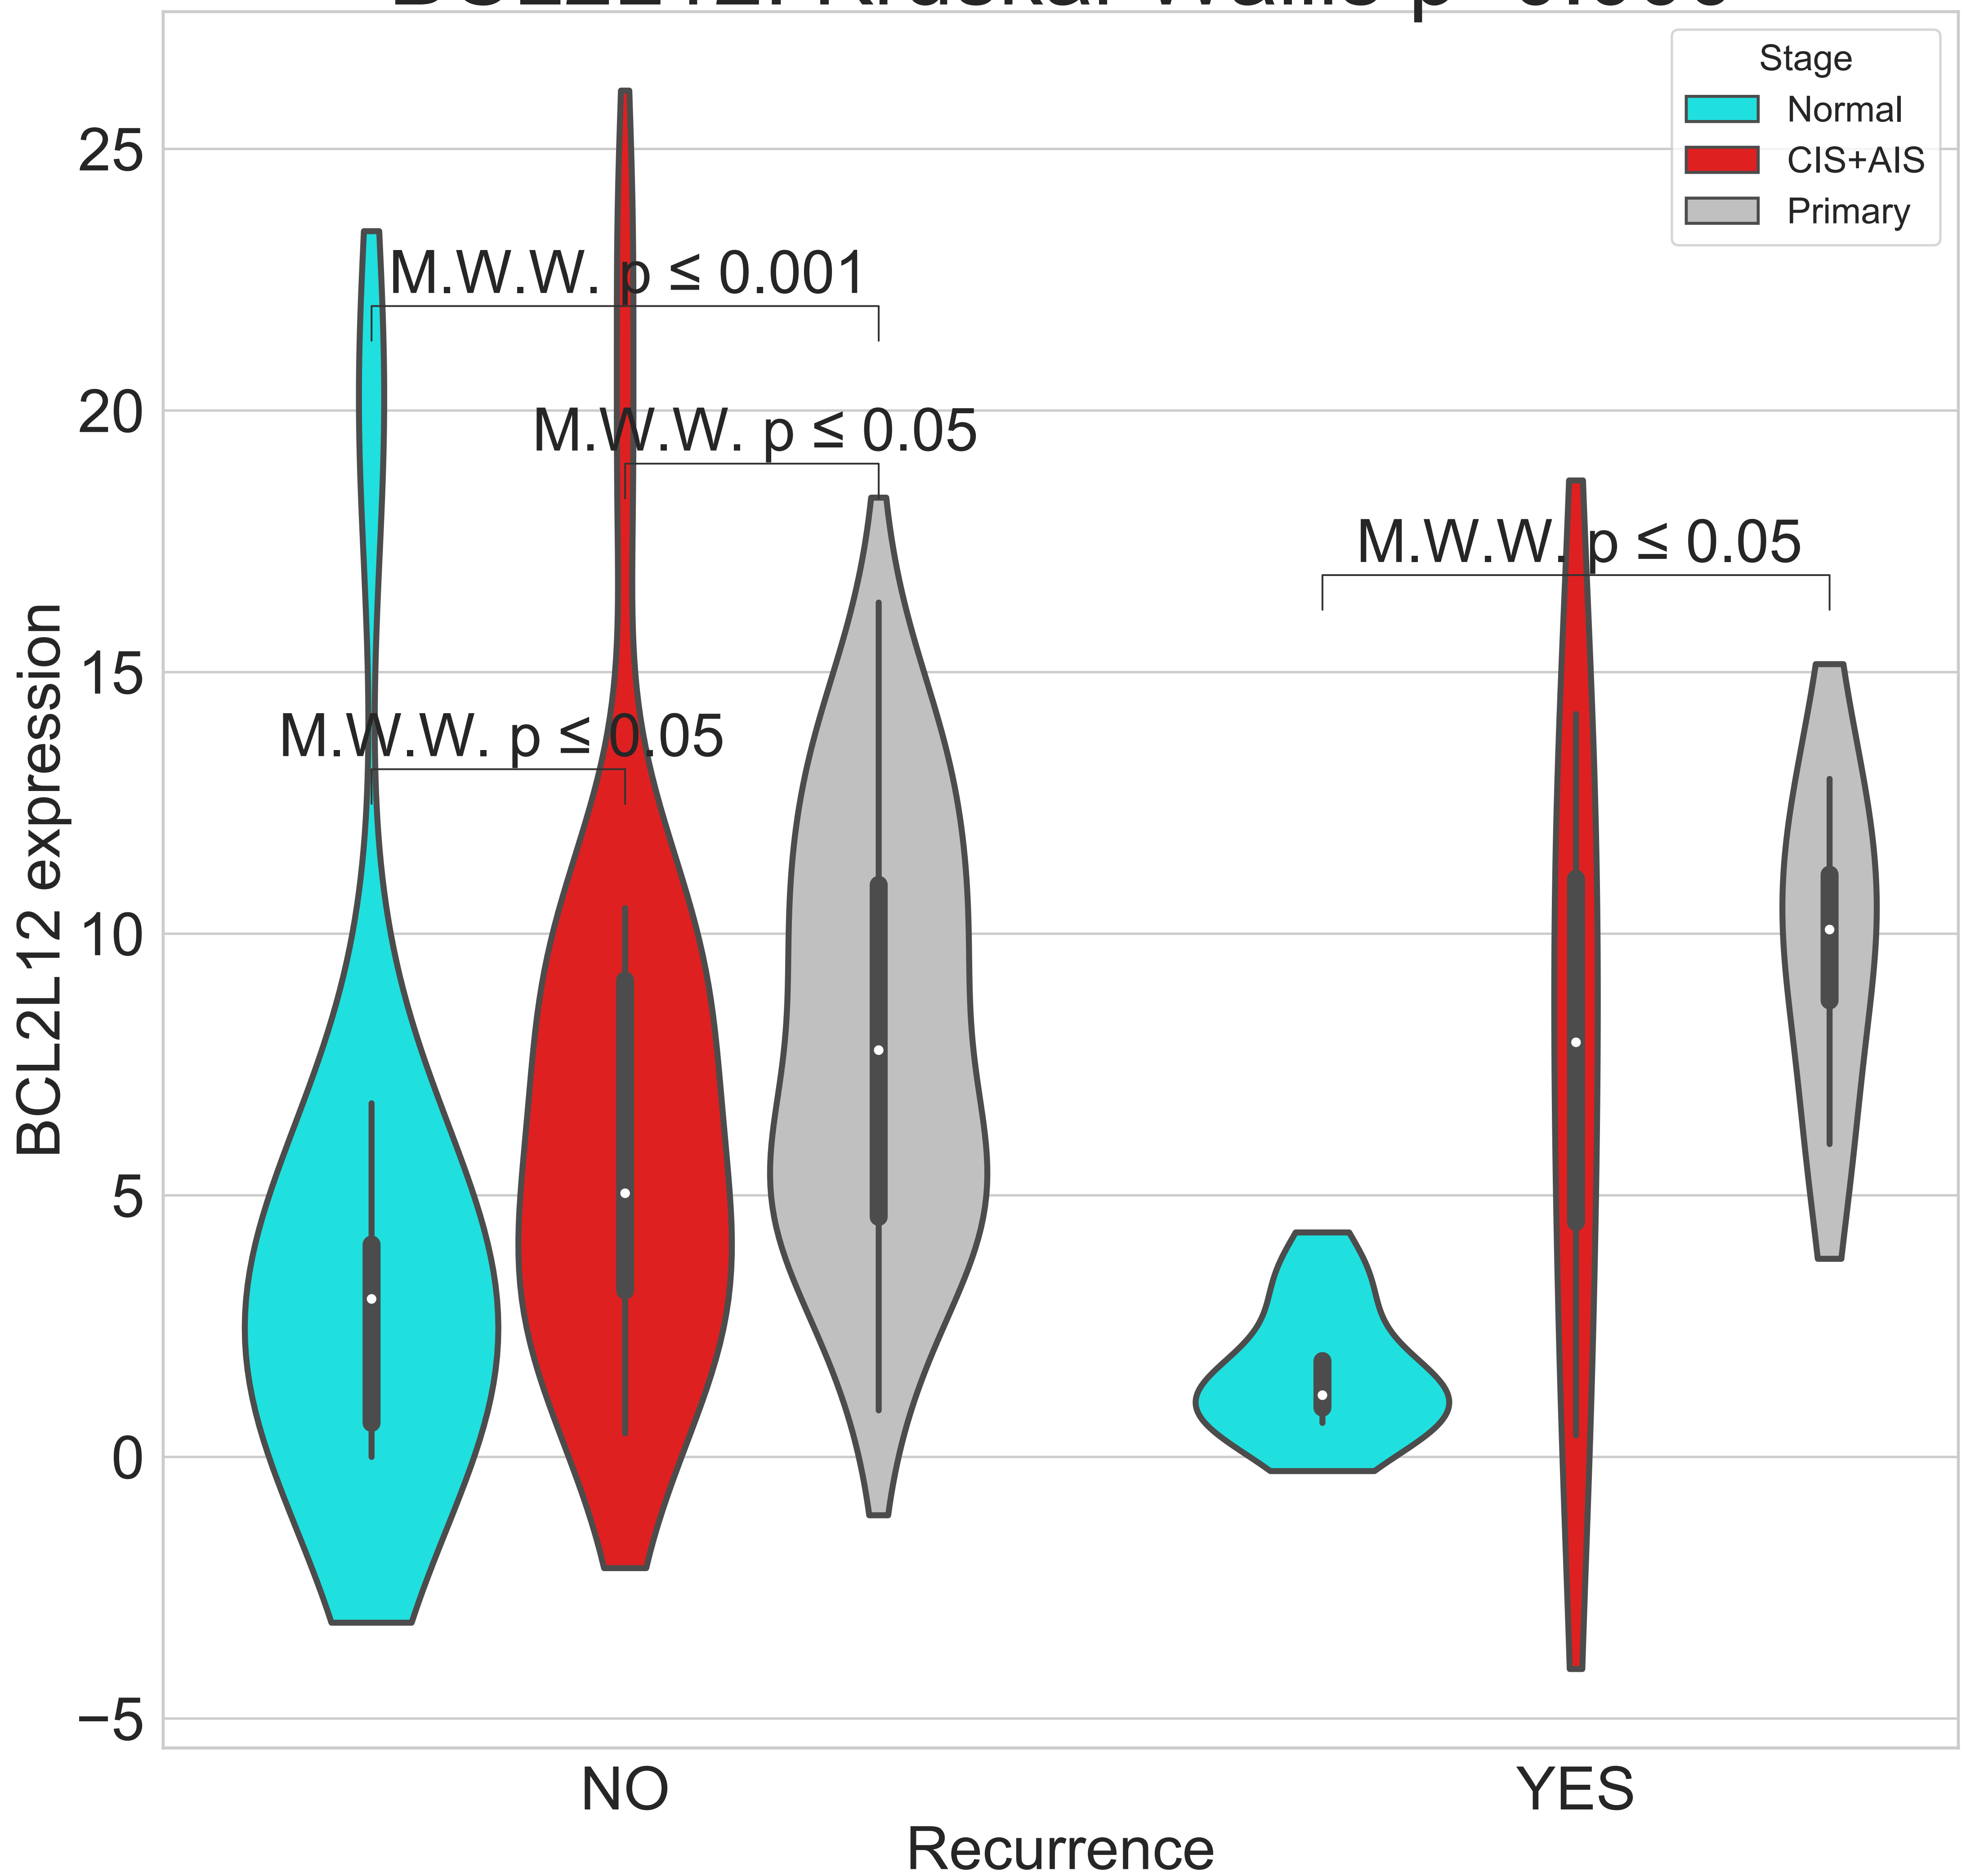 Stage
Normal
CIS+AIS
Primary
25
20
15
10
5
0
−5
BCL2L12 expression
M.W.W. p ≤ 0.001
M.W.W. p ≤ 0.05
M.W.W. p ≤ 0.05
M.W.W. p ≤ 0.05
NO
YES
Recurrence